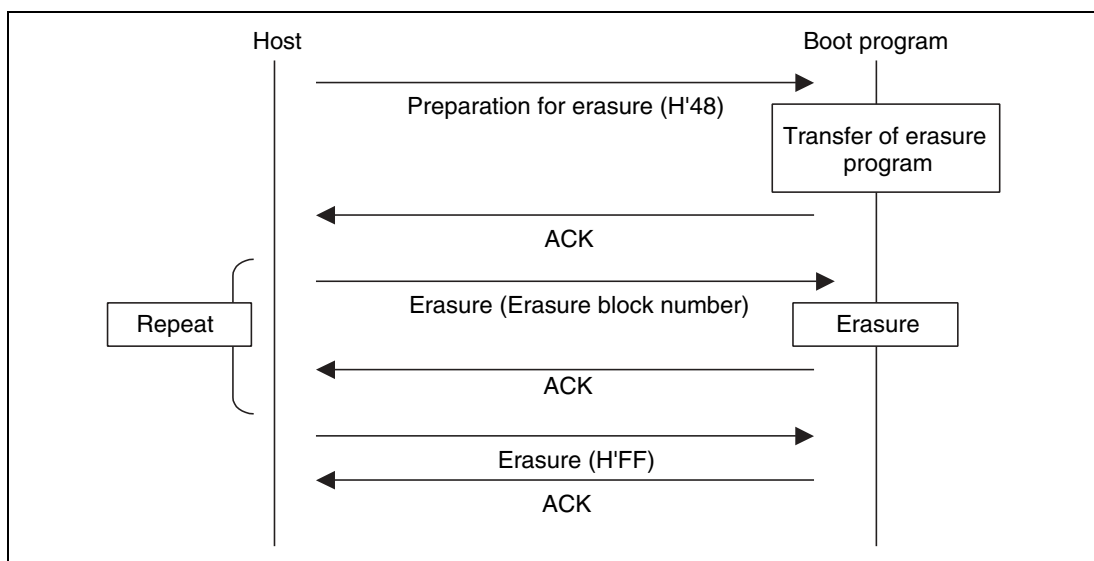 Host
Boot program
Preparation for erasure (H'48)
Transfer of erasure
program
ACK
Erasure (Erasure block number)
Repeat
Erasure
ACK
Erasure (H'FF)
ACK